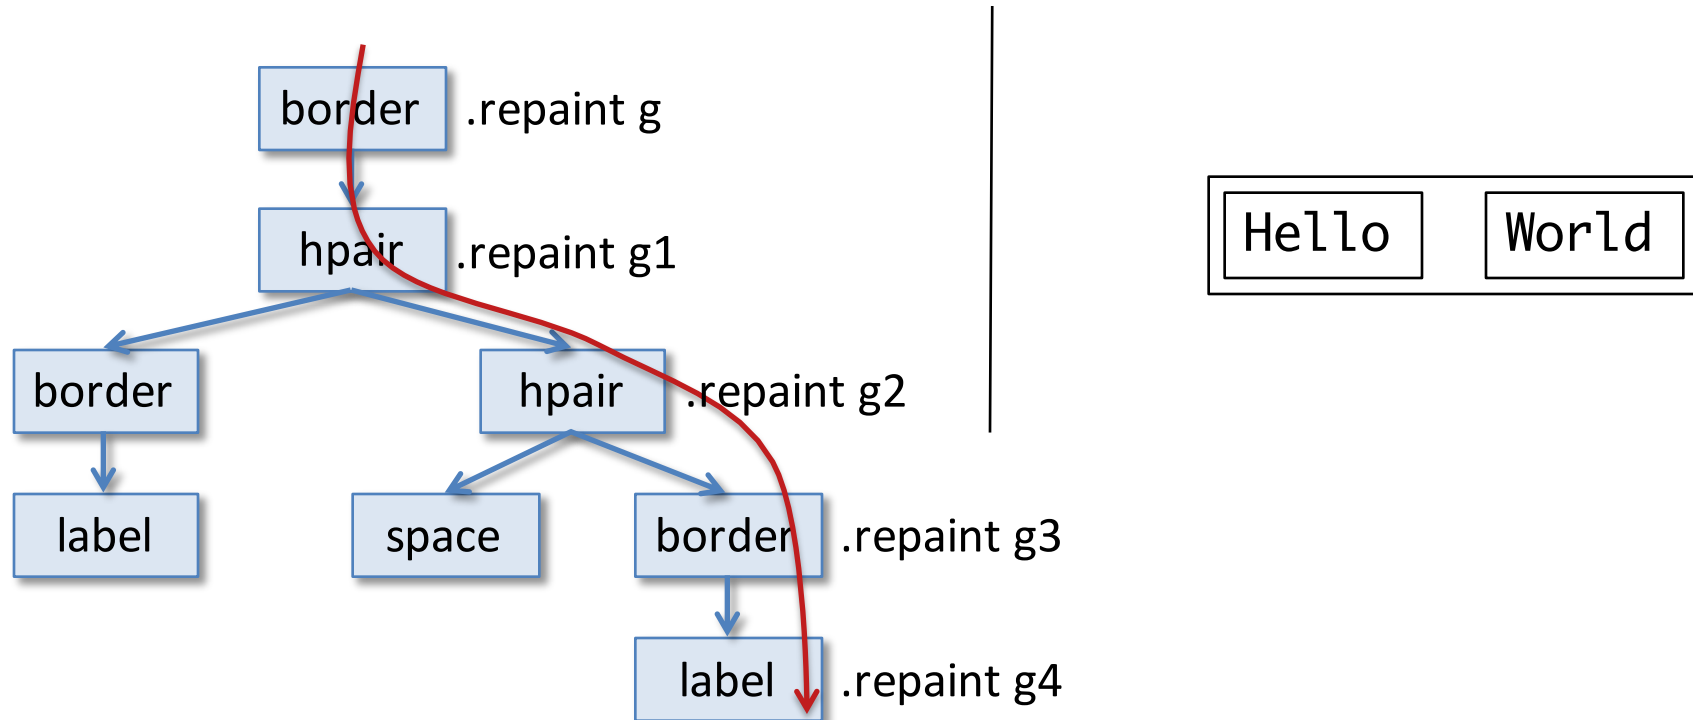 border .repaint g
hpair .repaint g1
Hello World
border hpair .repaint g2
label space border .repaint g3
label .repaint g4